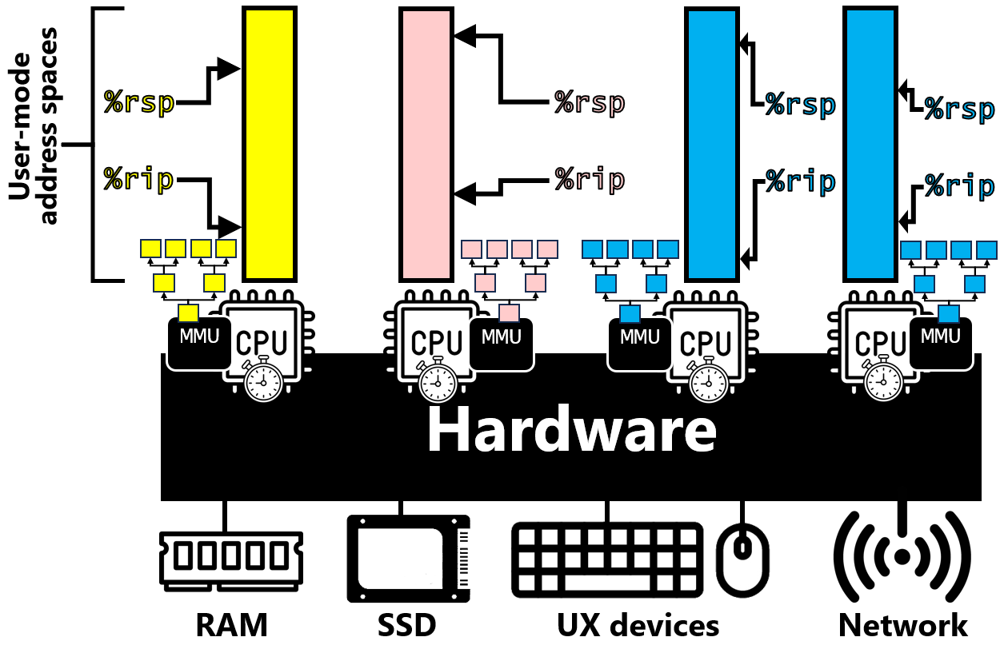 User-mode
address spaces
%rsp
%rsp
%rsp
%rsp
%rip
%rip
%rip
%rip
MMU
CPU
CPU
MMU
MMU
CPU
CPU
MMU
Hardware
RAM
SSD
UX devices
Network